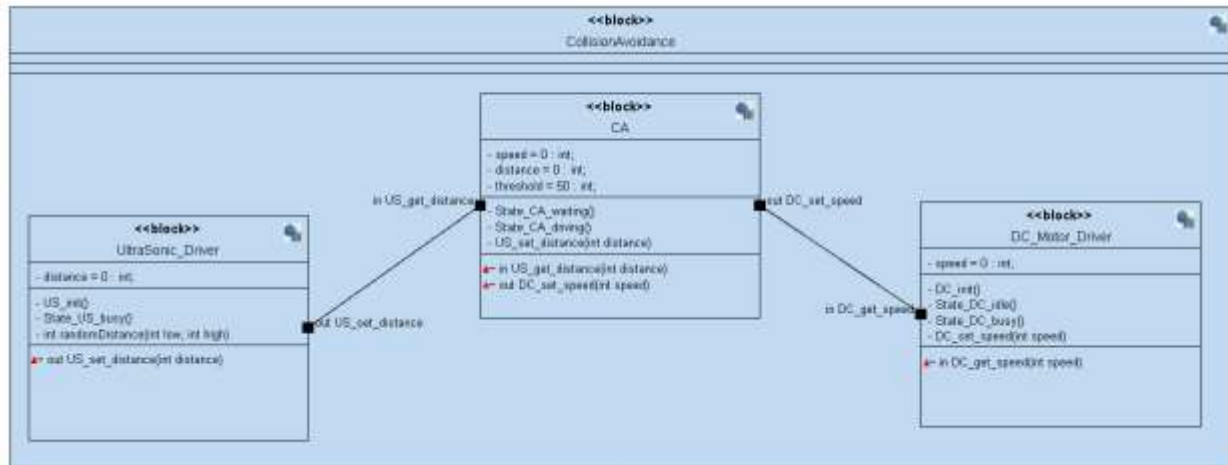 <<block>>
CollisionAvoidance
<<block>>
CA
- speed = 0 : int;
- distance = 0 : int;
- threshold = 50 : int;
- State_CA_waiting()
- State_CA_driving()
- US_set_distance(int distance)
in US_get_distance(int distance)
out DC_set_speed(int speed)
in US_get_distance
out DC_set_speed
<<block>>
UltraSonic_Driver
- distance = 0 : int;
- US_init()
- State_US_busy()
- int randomDistance(int low, int high)
out US_set_distance(int distance)
out US_set_distance
<<block>>
DC_Motor_Driver
- speed = 0 : int;
- DC_init()
- State_DC_idle()
- State_DC_busy()
- DC_set_speed(int speed)
in DC_get_speed(int speed)
in DC_get_speed